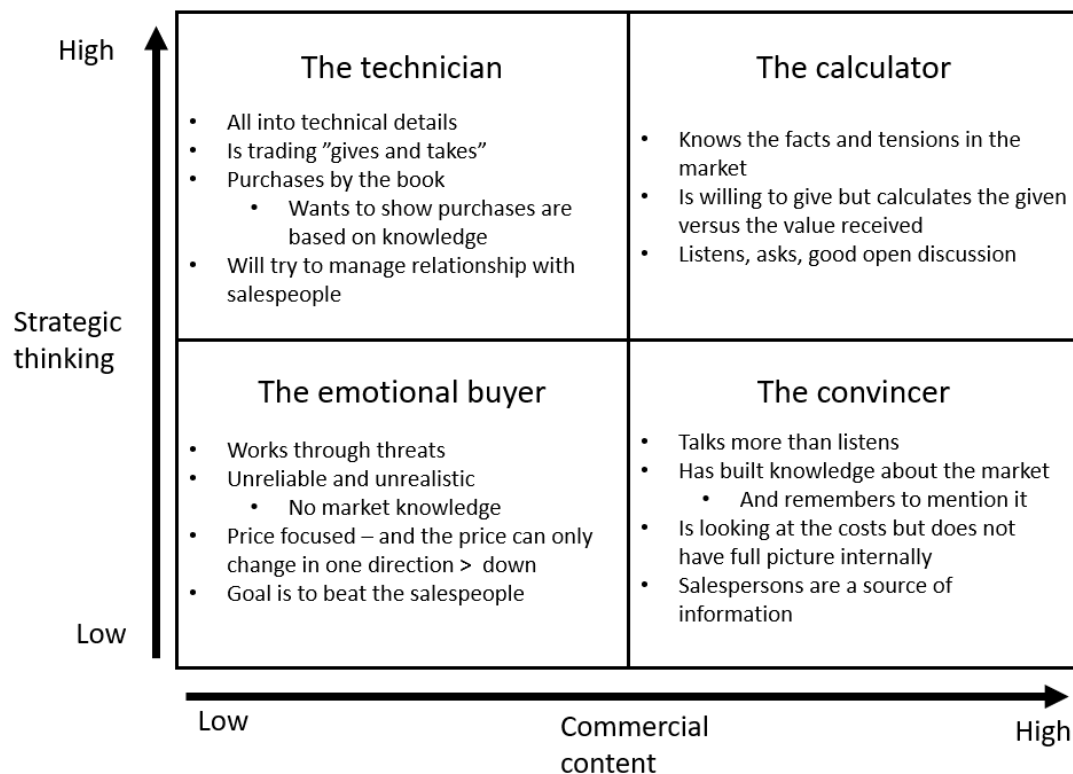 High
The technician
• All into technical details
• Is trading ”gives and takes”
• Purchases by the book
• Wants to show purchases are
based on knowledge
• Will try to manage relationship with
salespeople
The calculator
• Knows the facts and tensions in the
market
• Is willing to give but calculates the given
versus the value received
• Listens, asks, good open discussion
Strategic
thinking
The emotional buyer
• Works through threats
• Unreliable and unrealistic
• No market knowledge
• Price focused – and the price can only
change in one direction > down
• Goal is to beat the salespeople
The convincer
• Talks more than listens
• Has built knowledge about the market
• And remembers to mention it
• Is looking at the costs but does not
have full picture internally
• Salespersons are a source of
information
Low
Low
Commercial
content
High